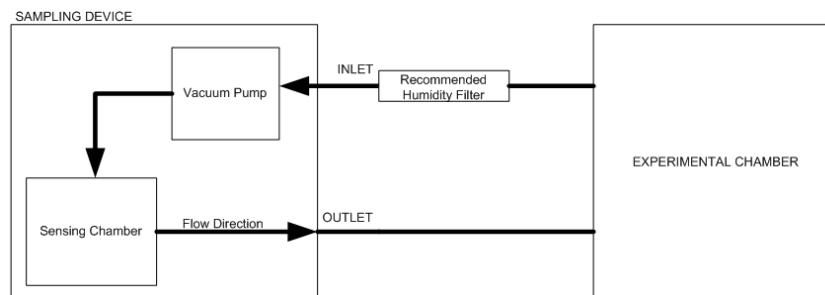 SAMPLING DEVICE
INLET
Recommended
Humidity Filter
Vacuum Pump
EXPERIMENTAL CHAMBER
Sensing Chamber
Flow Direction
OUTLET